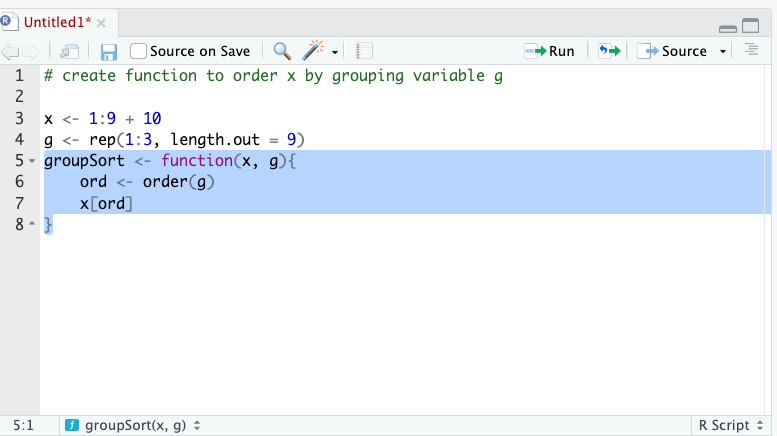 Untitled1*
Source on Save
Run
Source
1 # create function to order x by grouping variable g
2
3 x <- 1:9 + 10
4 g <- rep(1:3, length.out = 9)
5 groupSort <- function(x, g){
6     ord <- order(g)
7     x[ord]
8 }
5:1 groupSort(x, g) R Script